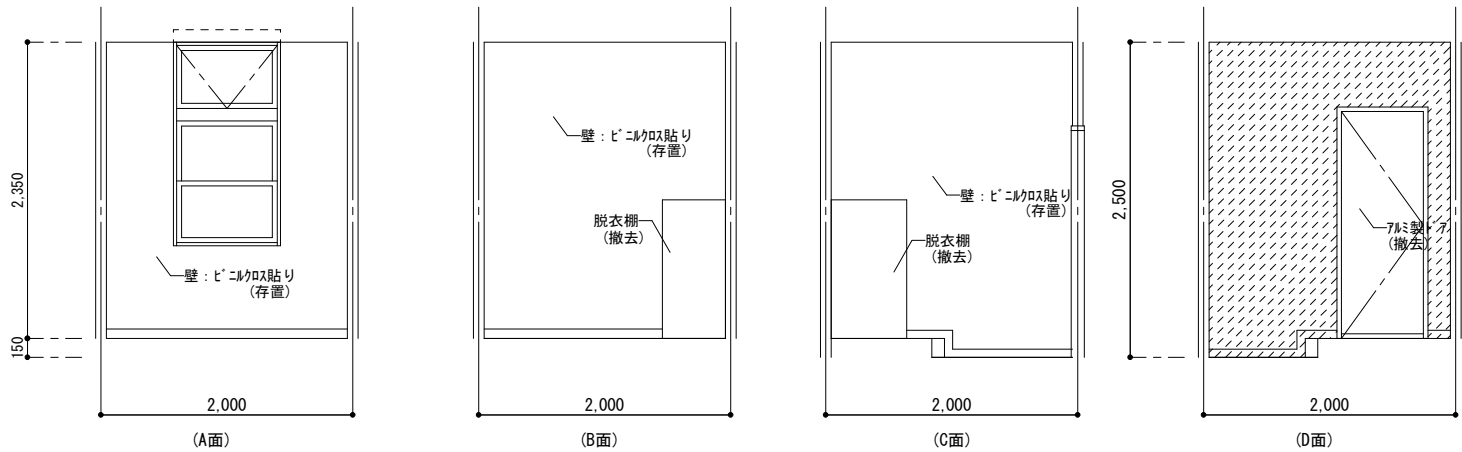 2,350
150
壁：ビニルクロス貼り
(存置)
2,000
(A面)
壁：ビニルクロス貼り
(存置)
脱衣棚
(撤去)
2,000
(B面)
壁：ビニルクロス貼り
(存置)
脱衣棚
(撤去)
2,000
(C面)
2,500
アルミ製ドア
(撤去)
2,000
(D面)